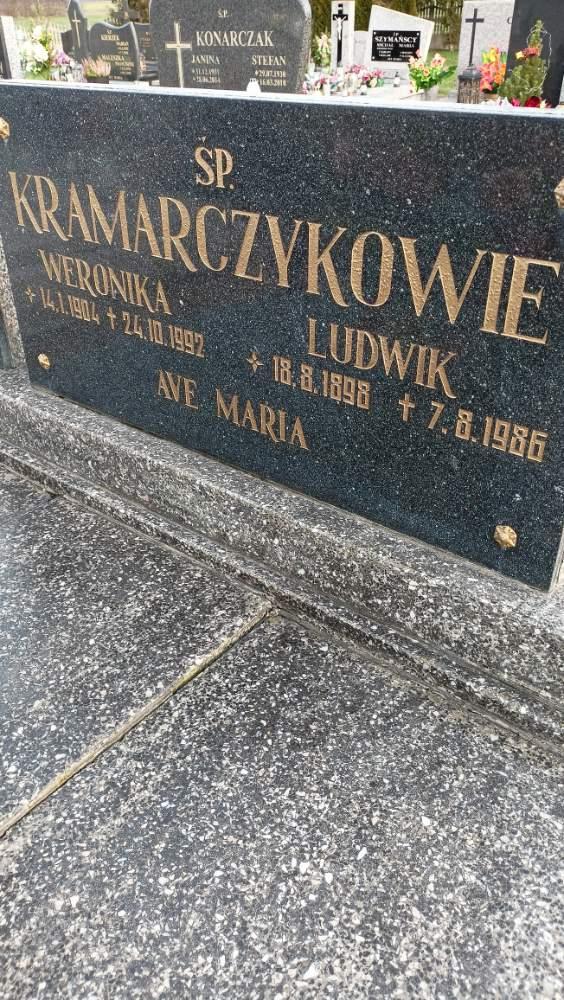 Ś.P.
KONARCZAK
JANINA STEFAN
SZYMAŃSCY
ŚP.
KRAMARCZYKOWIE
WERONIKA
14.1.1904 † 24.10.1992
LUDWIK
18.8.1898 † 7.8.1986
AVE MARIA